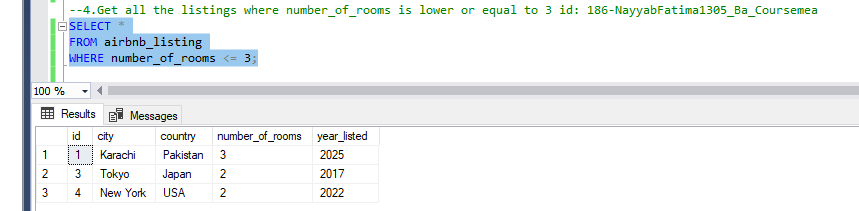 --4.Get all the listings where number_of_rooms is lower or equal to 3 id: 186-NayyabFatima1305_Ba_Coursemea
SELECT *
FROM airbnb_listing
WHERE number_of_rooms <= 3;
100 %
Results Messages
id city country number_of_rooms year_listed
1 1 Karachi Pakistan 3 2025
2 3 Tokyo Japan 2 2017
3 4 New York USA 2 2022